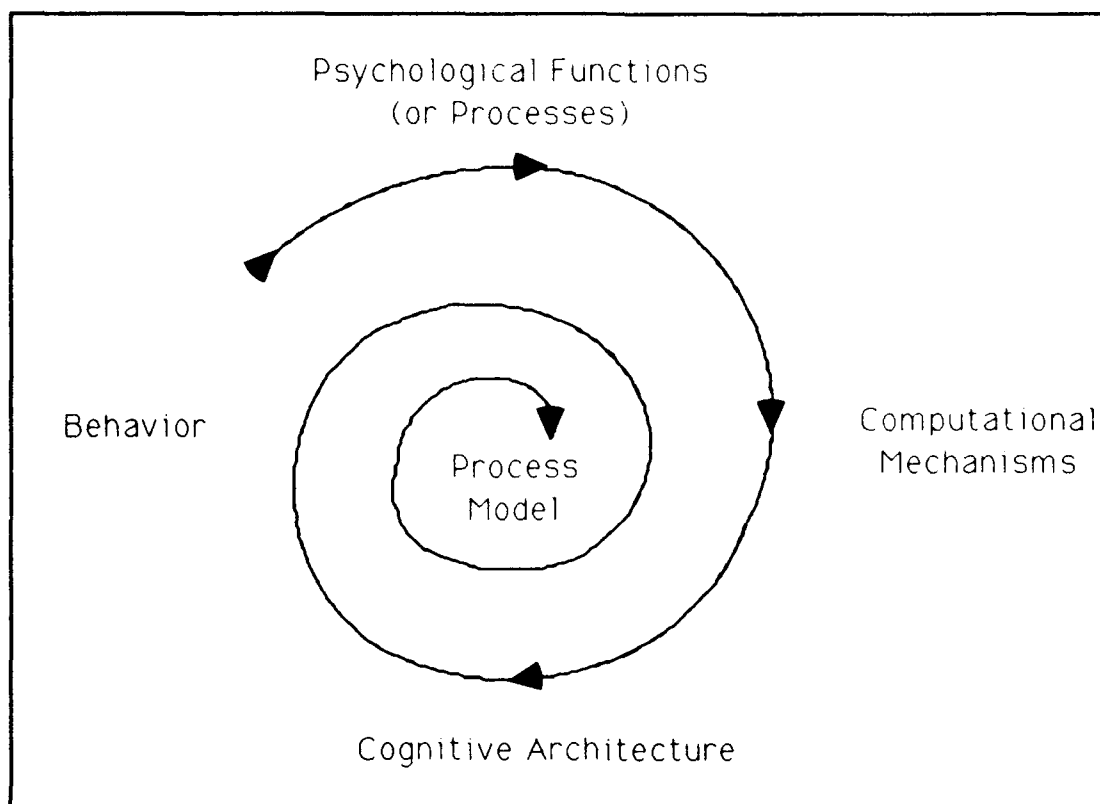 Psychological Functions
(or Processes)
Behavior
Computational
Mechanisms
Process
Model
Cognitive Architecture